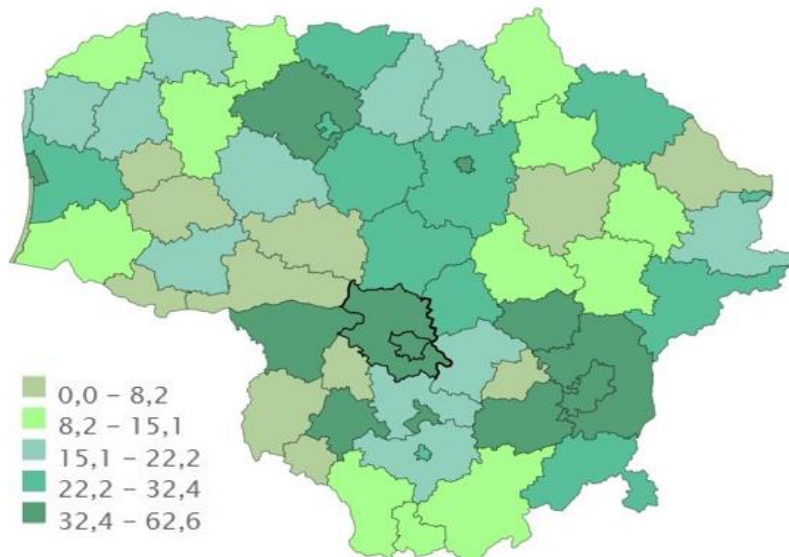 0,0 – 8,2
8,2 – 15,1
15,1 – 22,2
22,2 – 32,4
32,4 – 62,6